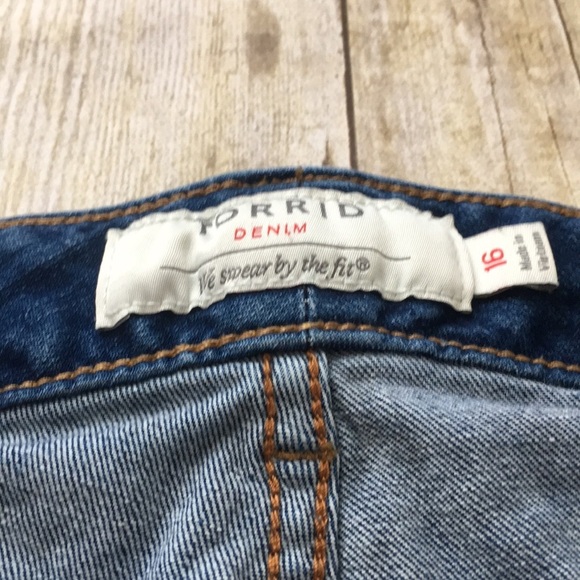 TORRID
DENIM
We swear by the fit®
16
Made in
Vietnam